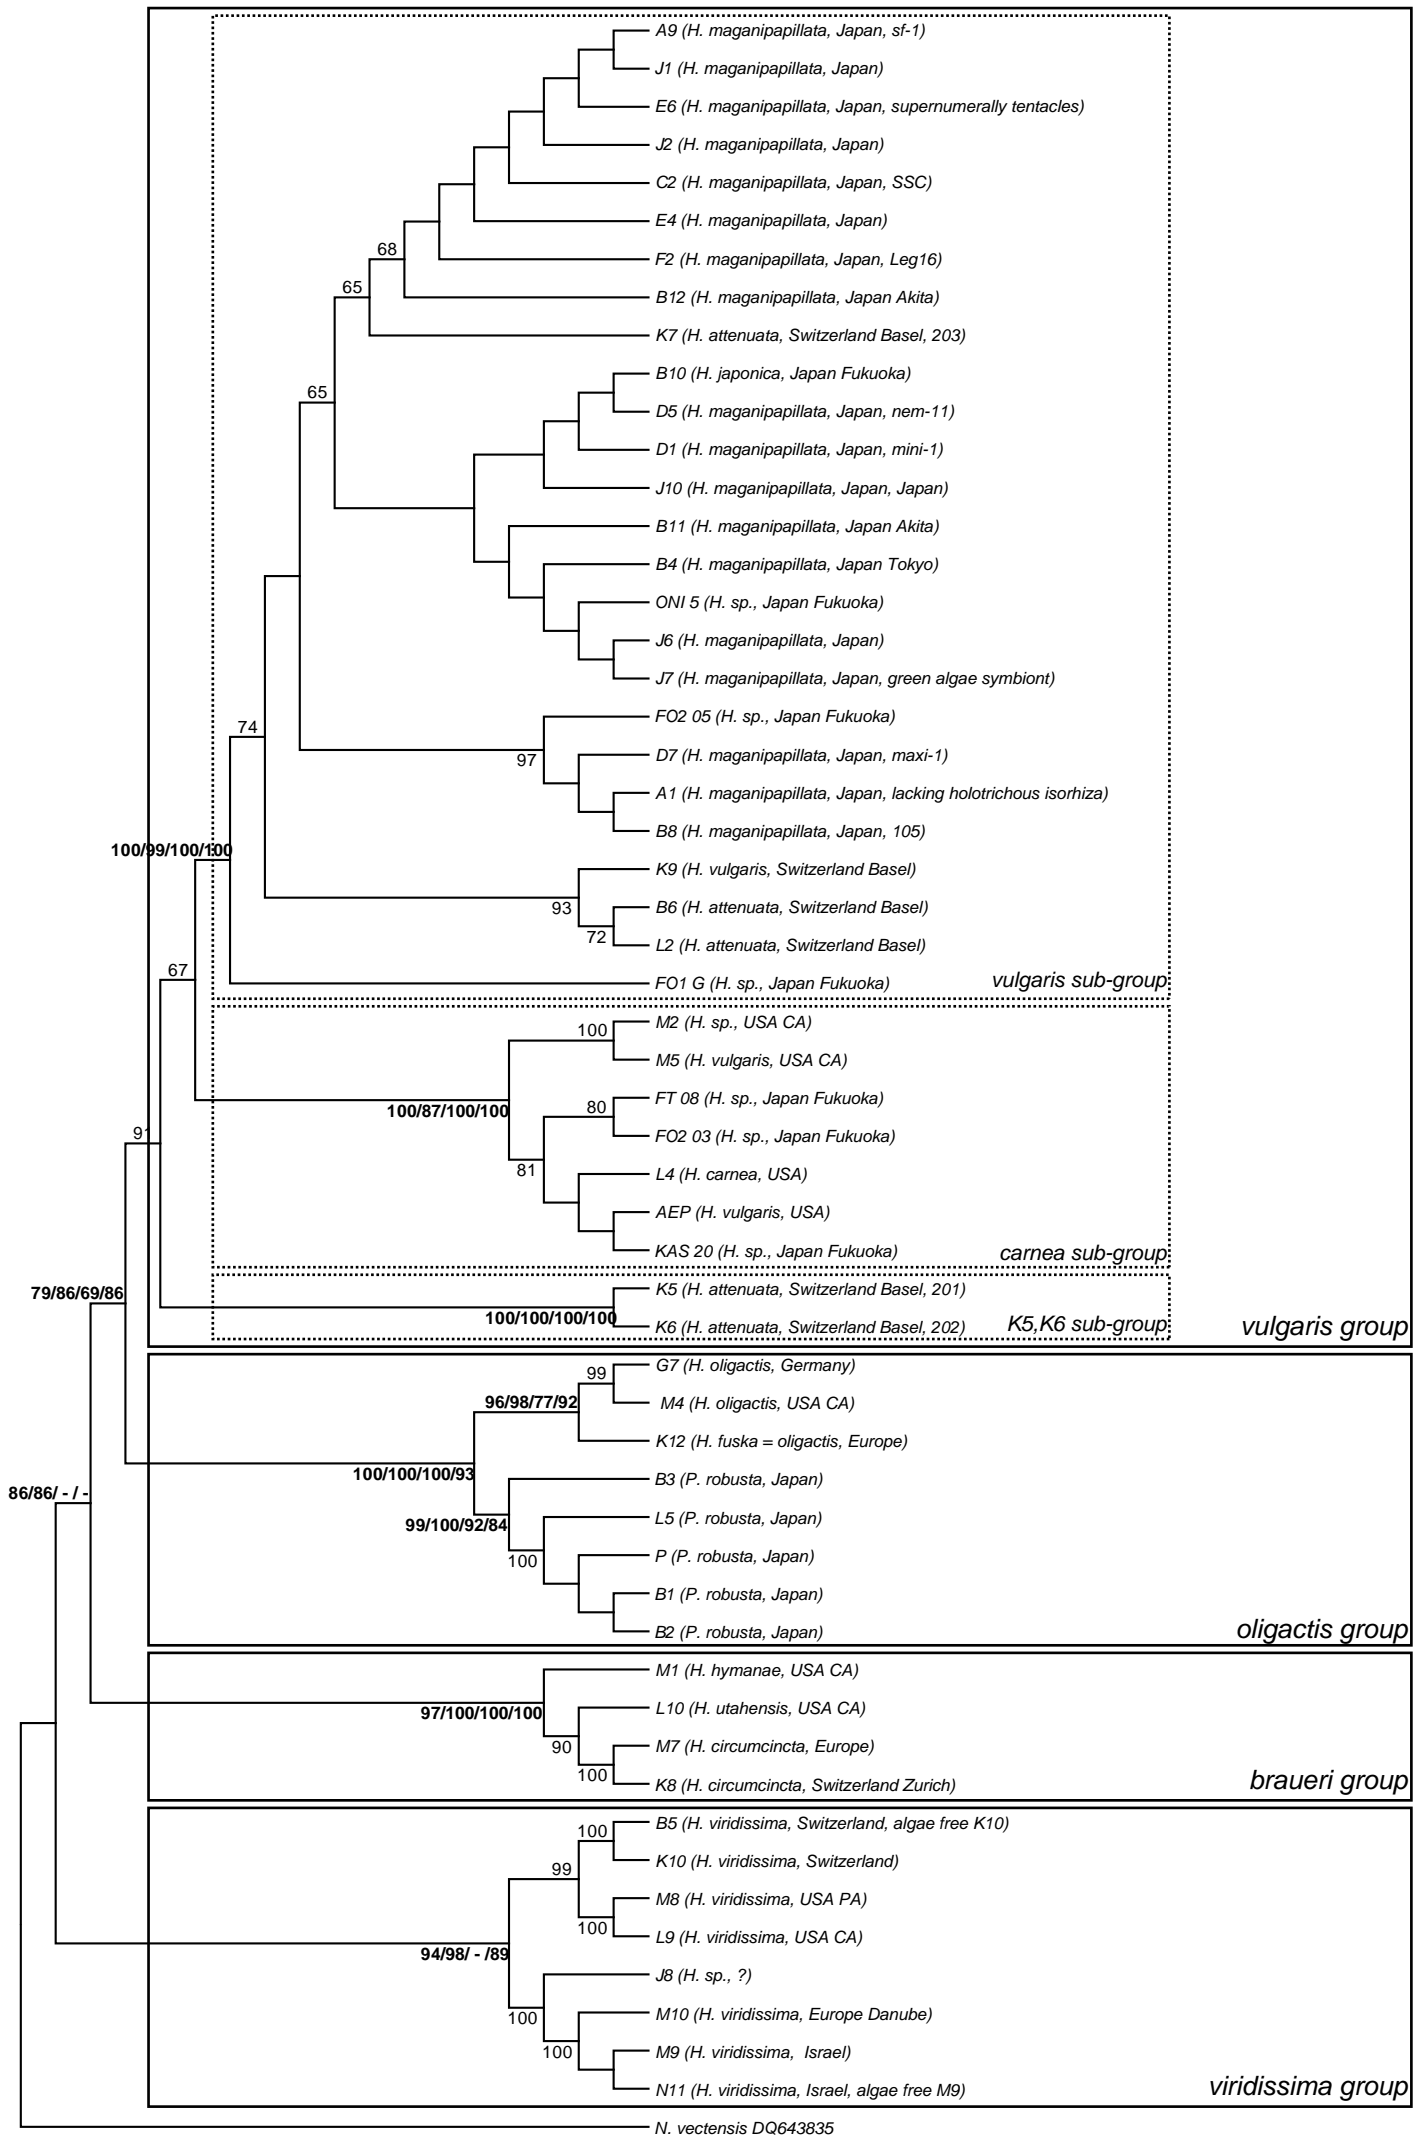 A9 (H. maganipapillata, Japan, sf-1)
J1 (H. maganipapillata, Japan)
E6 (H. maganipapillata, Japan, supernumerally tentacles)
J2 (H. maganipapillata, Japan)
C2 (H. maganipapillata, Japan, SSC)
E4 (H. maganipapillata, Japan)
68
F2 (H. maganipapillata, Japan, Leg16)
65
B12 (H. maganipapillata, Japan Akita)
K7 (H. attenuata, Switzerland Basel, 203)
B10 (H. japonica, Japan Fukuoka)
65
D5 (H. maganipapillata, Japan, nem-11)
D1 (H. maganipapillata, Japan, mini-1)
J10 (H. maganipapillata, Japan, Japan)
B11 (H. maganipapillata, Japan Akita)
B4 (H. maganipapillata, Japan Tokyo)
ONI 5 (H. sp., Japan Fukuoka)
J6 (H. maganipapillata, Japan)
J7 (H. maganipapillata, Japan, green algae symbiont)
FO2 05 (H. sp., Japan Fukuoka)
74
97
D7 (H. maganipapillata, Japan, maxi-1)
A1 (H. maganipapillata, Japan, lacking holotrichous isorhiza)
B8 (H. maganipapillata, Japan, 105)
100/99/100/100
K9 (H. vulgaris, Switzerland Basel)
93
B6 (H. attenuata, Switzerland Basel)
72
L2 (H. attenuata, Switzerland Basel)
67
FO1 G (H. sp., Japan Fukuoka)
vulgaris sub-group
M2 (H. sp., USA CA)
100
M5 (H. vulgaris, USA CA)
FT 08 (H. sp., Japan Fukuoka)
80
100/87/100/100
FO2 03 (H. sp., Japan Fukuoka)
91
81
L4 (H. carnea, USA)
AEP (H. vulgaris, USA)
KAS 20 (H. sp., Japan Fukuoka)
carnea sub-group
79/86/69/86
K5 (H. attenuata, Switzerland Basel, 201)
100/100/100/100
K6 (H. attenuata, Switzerland Basel, 202)
K5,K6 sub-group
vulgaris group
G7 (H. oligactis, Germany)
99
96/98/77/92
M4 (H. oligactis, USA CA)
K12 (H. fuska = oligactis, Europe)
100/100/100/93
B3 (P. robusta, Japan)
86/86/ - / -
99/100/92/84
L5 (P. robusta, Japan)
100
P (P. robusta, Japan)
B1 (P. robusta, Japan)
B2 (P. robusta, Japan)
oligactis group
M1 (H. hymanae, USA CA)
97/100/100/100
L10 (H. utahensis, USA CA)
90
M7 (H. circumcincta, Europe)
100
K8 (H. circumcincta, Switzerland Zurich)
braueri group
B5 (H. viridissima, Switzerland, algae free K10)
100
K10 (H. viridissima, Switzerland)
99
M8 (H. viridissima, USA PA)
100
L9 (H. viridissima, USA CA)
94/98/ - /89
J8 (H. sp., ?)
100
M10 (H. viridissima, Europe Danube)
100
M9 (H. viridissima, Israel)
N11 (H. viridissima, Israel, algae free M9)
viridissima group
N. vectensis DQ643835